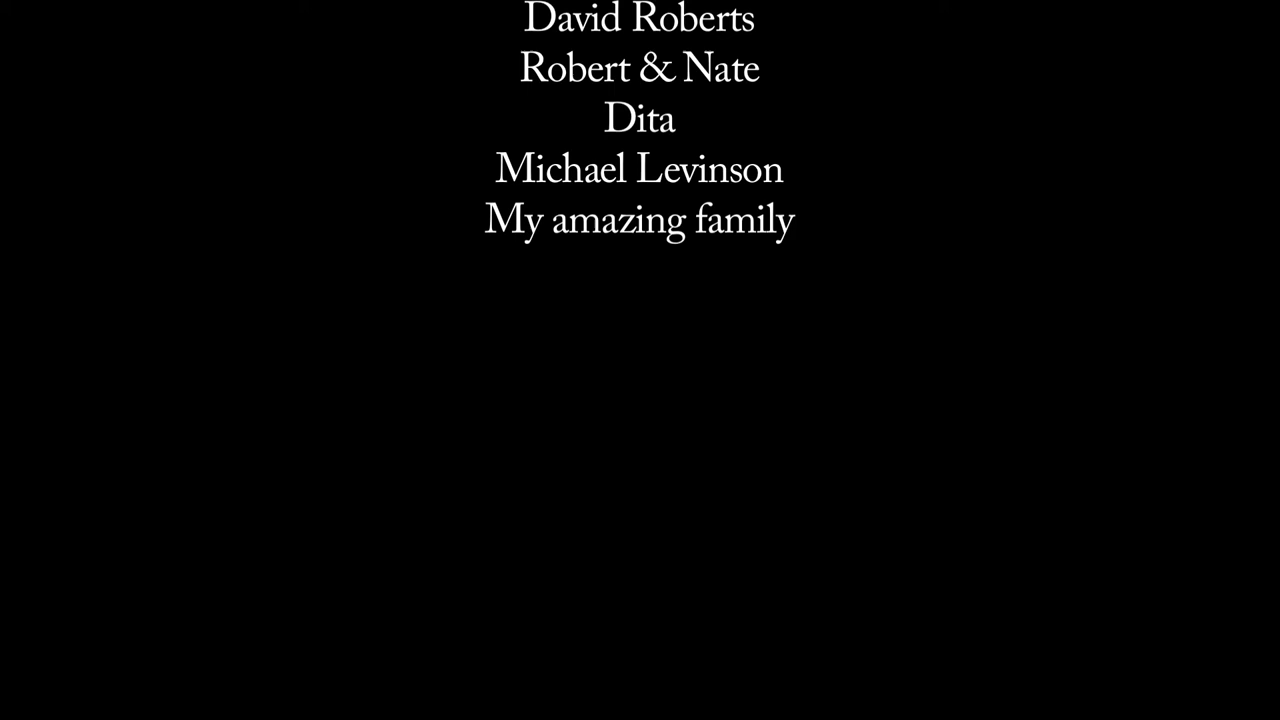 David Roberts
Robert & Nate
Dita
Michael Levinson
My amazing family